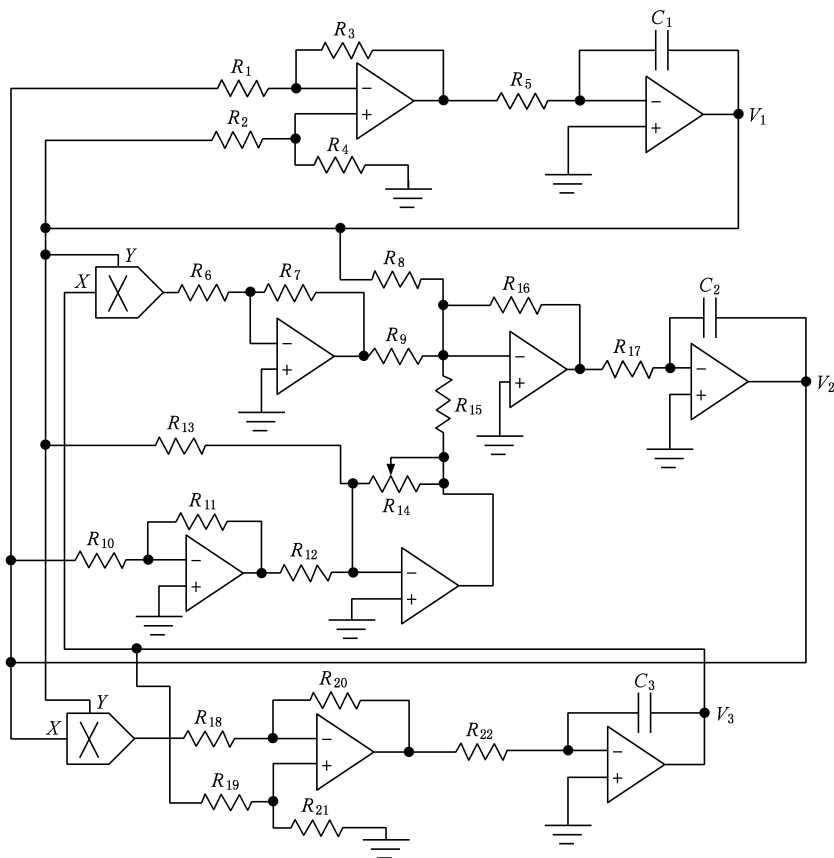 C1
R3
R1
R5
−
−
V1
R2
+
+
R4
Y
R8
X
R6
R7
R16
C2
−
R9
−
R17
−
V2
+
+
+
R15
R13
R14
R11
R10
R12
−
−
+
+
Y
R20
C3
X
R18
V3
−
R22
−
+
+
R19
R21